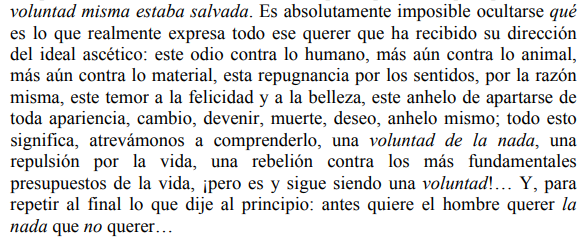 voluntad misma estaba salvada. Es absolutamente imposible ocultarse qué
es lo que realmente expresa todo ese querer que ha recibido su dirección
del ideal ascético: este odio contra lo humano, más aún contra lo animal,
más aún contra lo material, esta repugnancia por los sentidos, por la razón
misma, este temor a la felicidad y a la belleza, este anhelo de apartarse de
toda apariencia, cambio, devenir, muerte, deseo, anhelo mismo; todo esto
significa, atrevámonos a comprenderlo, una voluntad de la nada, una
repulsión por la vida, una rebelión contra los más fundamentales
presupuestos de la vida, ¡pero es y sigue siendo una voluntad!… Y, para
repetir al final lo que dije al principio: antes quiere el hombre querer la
nada que no querer…